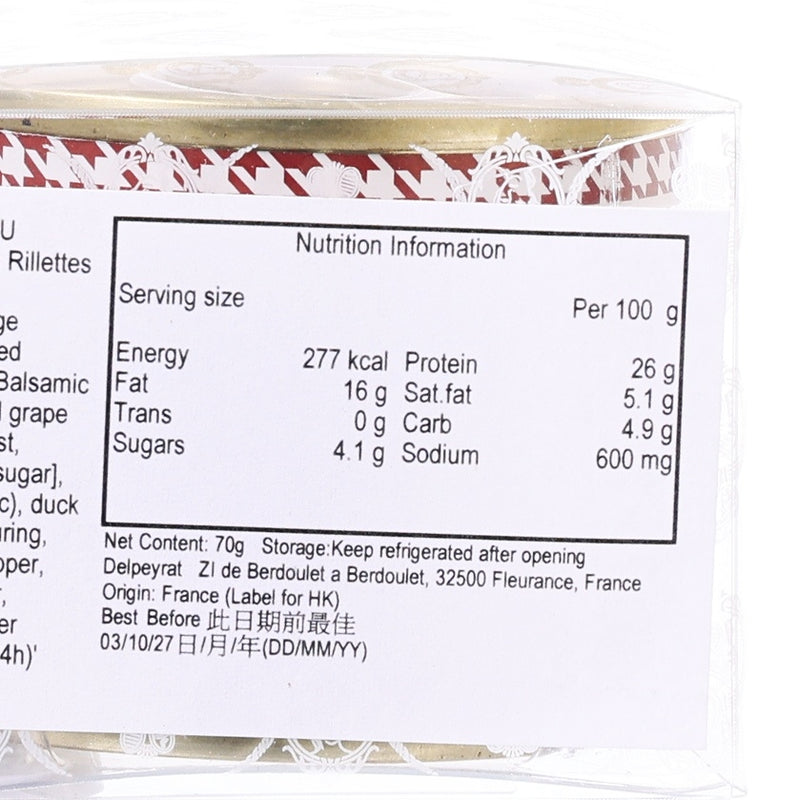 U
Rillettes
ge
ed
Balsamic
grape
st,
sugar],
c), duck
uring,
pper,
,
er
4h)'
Nutrition Information
Serving size Per 100 g
Energy 277 kcal Protein 26 g
Fat 16 g Sat.fat 5.1 g
Trans 0 g Carb 4.9 g
Sugars 4.1 g Sodium 600 mg
Net Content: 70g Storage:Keep refrigerated after opening
Delpeyrat ZI de Berdoulet a Berdoulet, 32500 Fleurance, France
Origin: France (Label for HK)
Best Before 此日期前最佳
03/10/27日/月/年(DD/MM/YY)